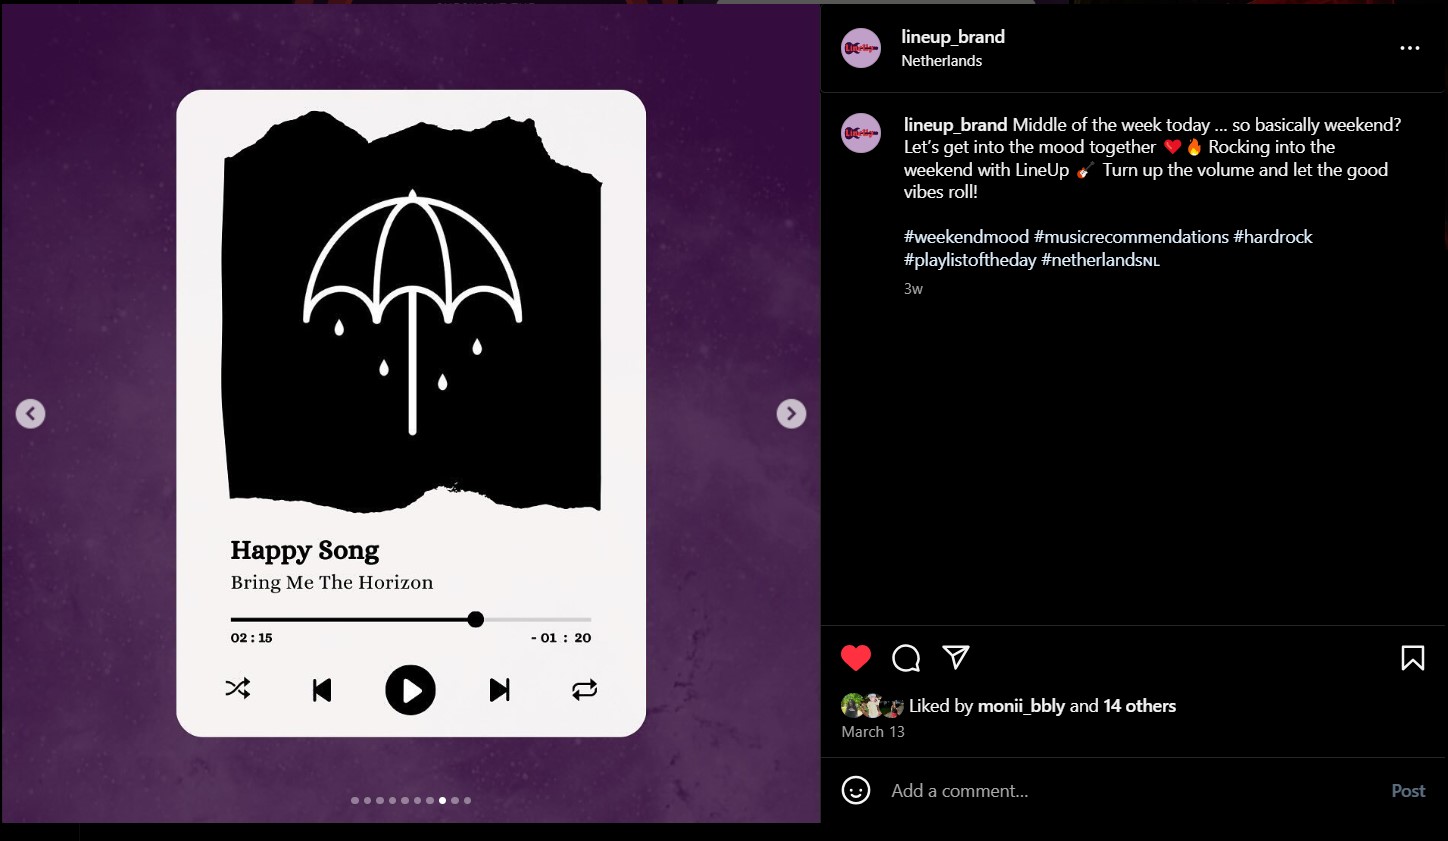 Happy Song
Bring Me The Horizon
02:15
- 01 : 20
lineup_brand
Netherlands
lineup_brand Middle of the week today ... so basically weekend?
Let's get into the mood together ❤️🔥 Rocking into the
weekend with LineUp 🎸 Turn up the volume and let the good
vibes roll!
#weekendmood #musicrecommendations #hardrock
#playlistoftheday #netherlandsNL
3w
Liked by monii_bbly and 14 others
March 13
Add a comment...
Post